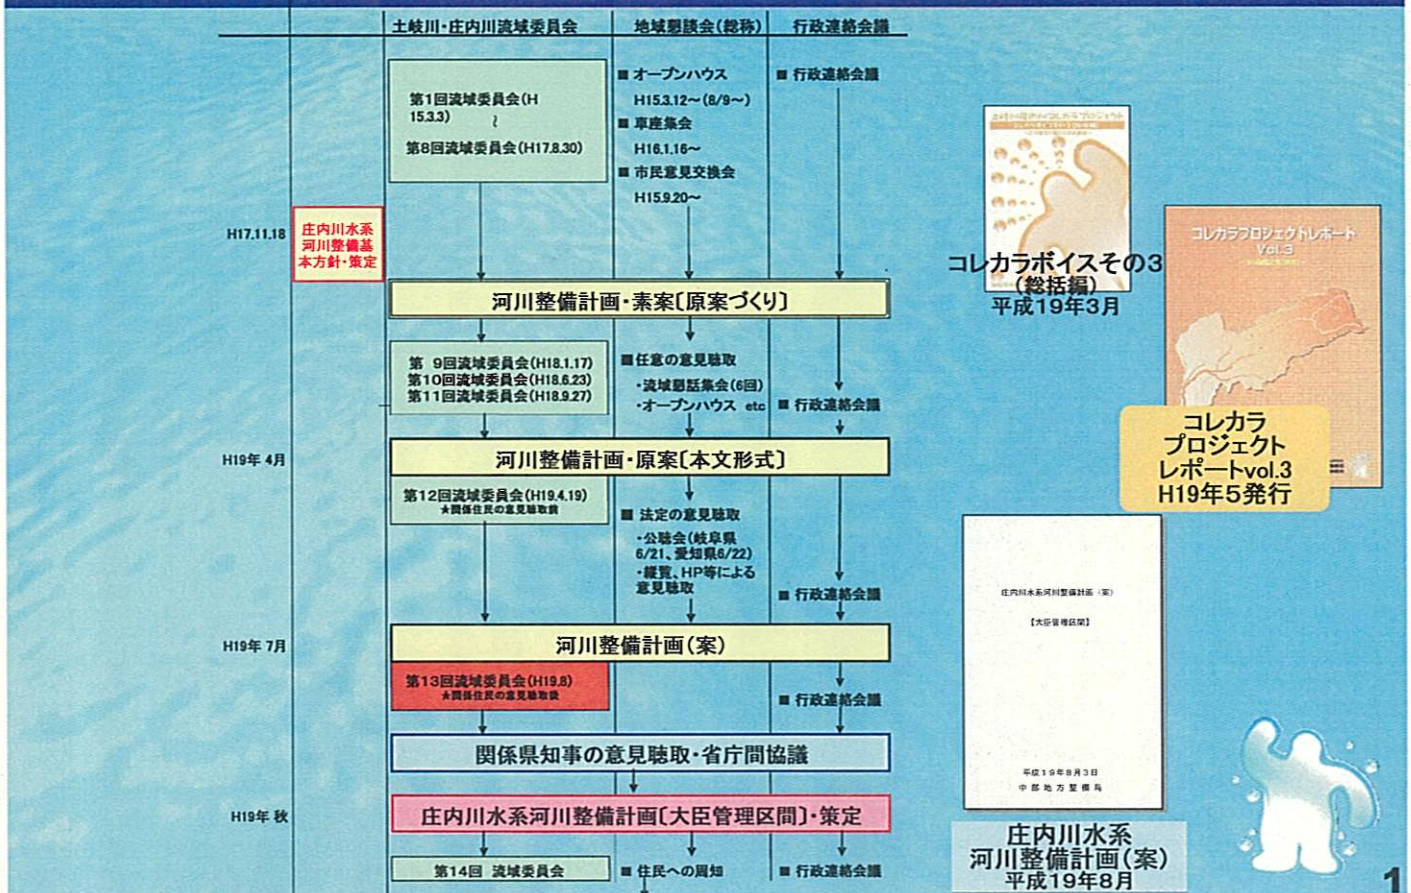 土岐川・庄内川流域委員会
地域懇談会(総称)
行政連絡会議
第1回流域委員会(H
15.3.3)
~
第8回流域委員会(H17.8.30)
■ オープンハウス
H15.3.12~(8/9~)
■ 車座集会
H16.1.16~
■ 市民意見交換会
H15.9.20~
■ 行政連絡会議
H17.11.18
庄内川水系
河川整備基
本方針・策定
河川整備計画・素案〔原案づくり〕
第 9回流域委員会(H18.1.17)
第10回流域委員会(H18.6.23)
第11回流域委員会(H18.9.27)
■任意の意見聴取
・流域懇話集会(6回)
・オープンハウス etc
■ 行政連絡会議
H19年 4月
河川整備計画・原案〔本文形式〕
第12回流域委員会(H19.4.19)
★関係住民の意見聴取前
■ 法定の意見聴取
・公聴会(岐阜県
6/21、愛知県6/22)
・縦覧、HP等による
意見聴取
■ 行政連絡会議
H19年 7月
河川整備計画(案)
第13回流域委員会(H19.8)
★関係住民の意見聴取後
■ 行政連絡会議
関係県知事の意見聴取・省庁間協議
H19年 秋
庄内川水系河川整備計画〔大臣管理区間〕・策定
第14回 流域委員会
■ 住民への周知
■ 行政連絡会議
コレカラボイスその3
(総括編)
平成19年3月
コレカラプロジェクトレポート
Vol.3
コレカラ
プロジェクト
レポートvol.3
H19年5発行
庄内川水系河川整備計画(案)
【大臣管理区間】
平成19年8月3日
中部地方整備局
庄内川水系
河川整備計画(案)
平成19年8月
1